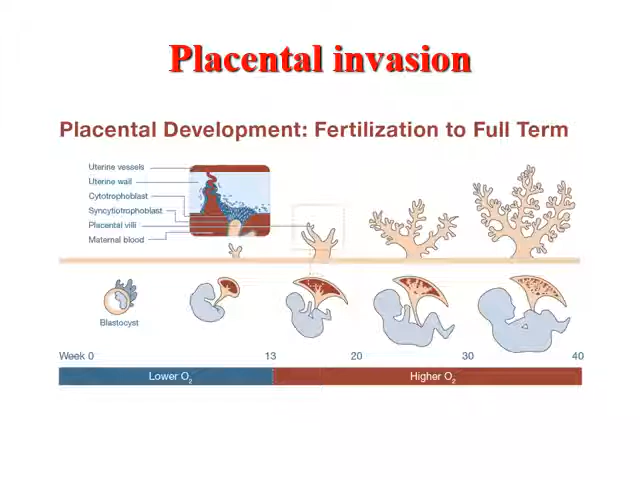 Placental invasion
Placental Development: Fertilization to Full Term
Uterine vessels
Uterine wall
Cytotrophoblast
Syncytiotrophoblast
Placental villi
Maternal blood
Blastocyst
Week 0 13 20 30 40
Lower O₂ Higher O₂